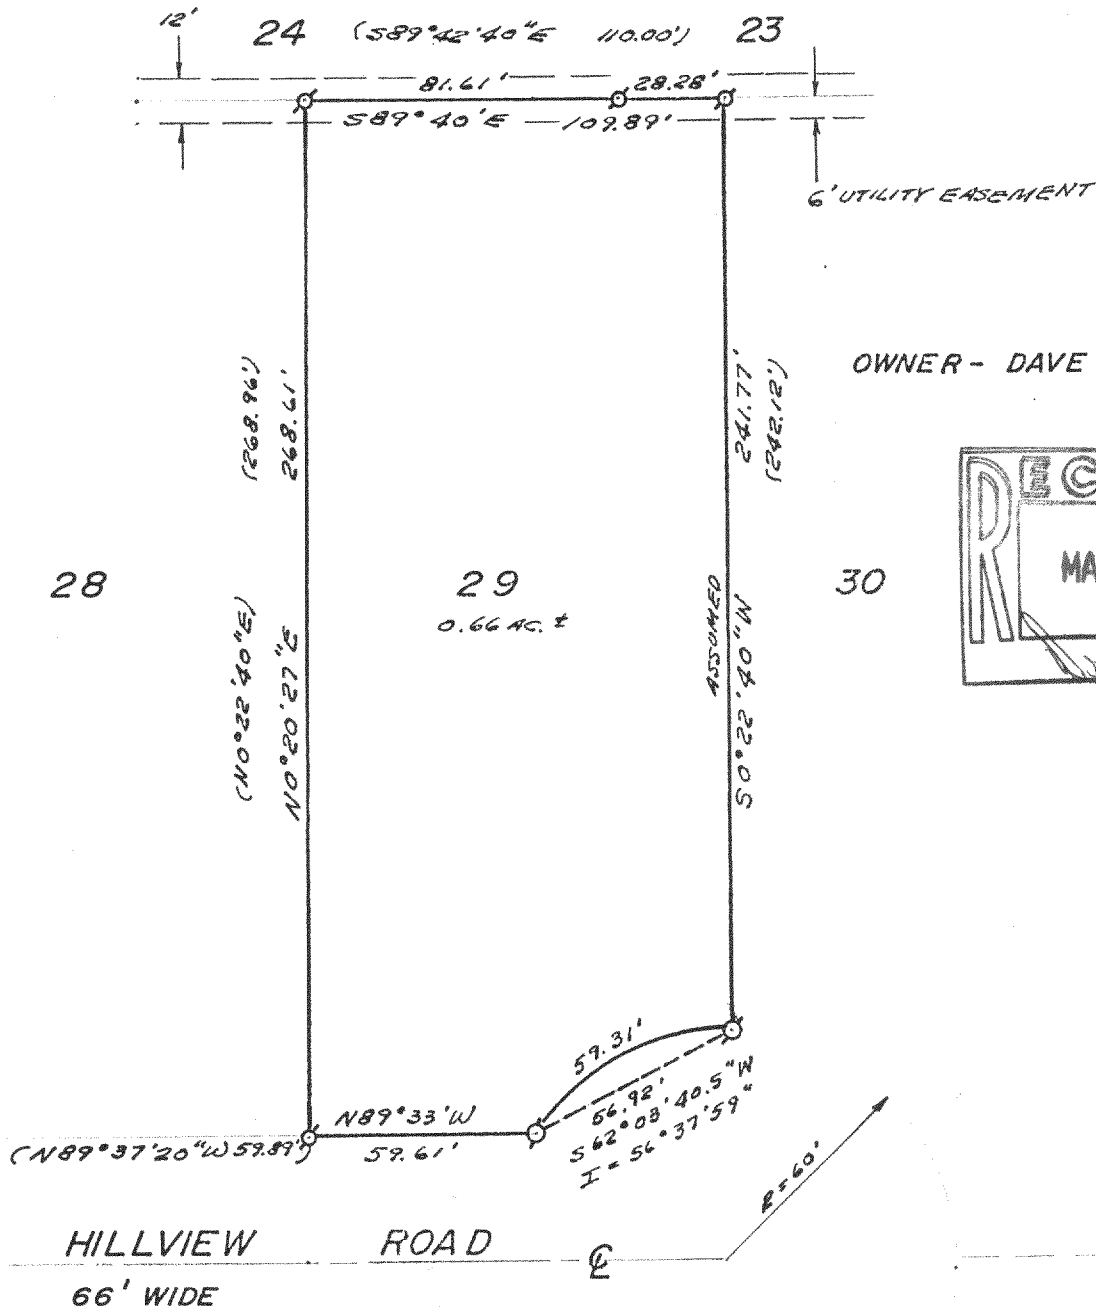 12'
24 (S89°42'40"E 110.00') 23
81.61' 28.28'
S89°40'E 109.89'
6' UTILITY EASEMENT
OWNER - DAVE
(268.96')
268.61'
241.77'
(242.12')
REC
MA
28
29
0.66 AC. ±
30
(N0°22'40"E)
N0°20'27"E
ASSUMED
S0°22'40"W
59.31'
56.92'
S62°03'40.5"W
I = 56°37'59"
N89°33'W
(N89°37'20"W 59.89')
59.61'
R=60'
HILLVIEW ROAD
66' WIDE